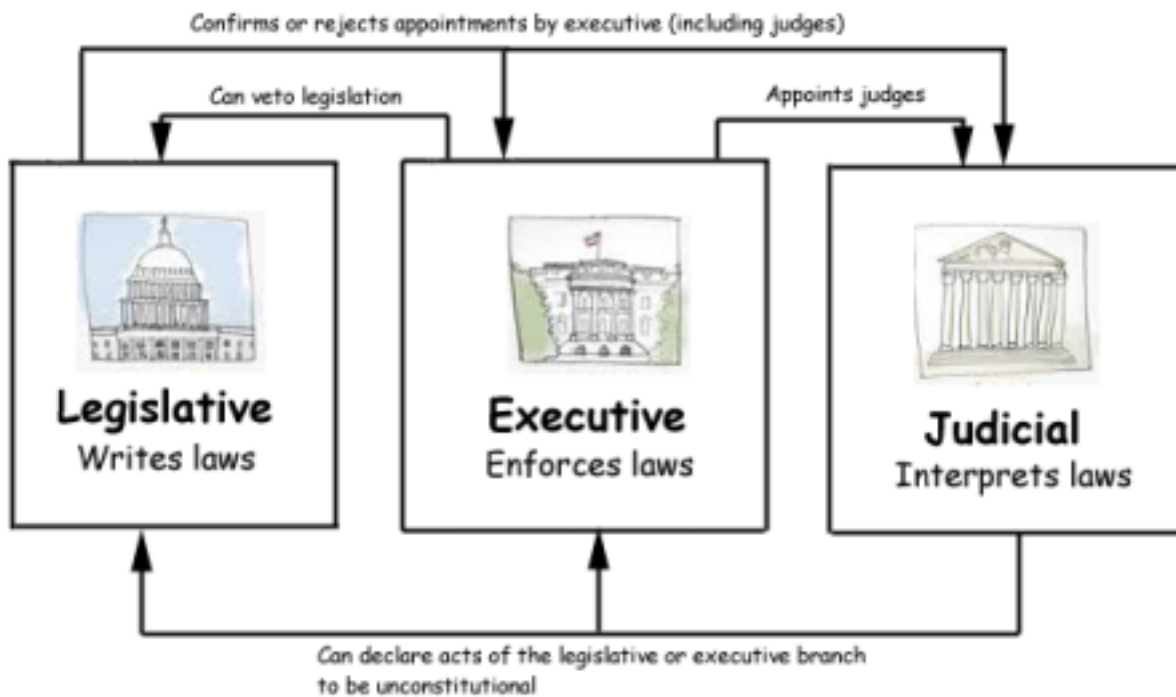 Confirms or rejects appointments by executive (including judges)
Can veto legislation
Appoints judges
Legislative
Writes laws
Executive
Enforces laws
Judicial
Interprets laws
Can declare acts of the legislative or executive branch
to be unconstitutional